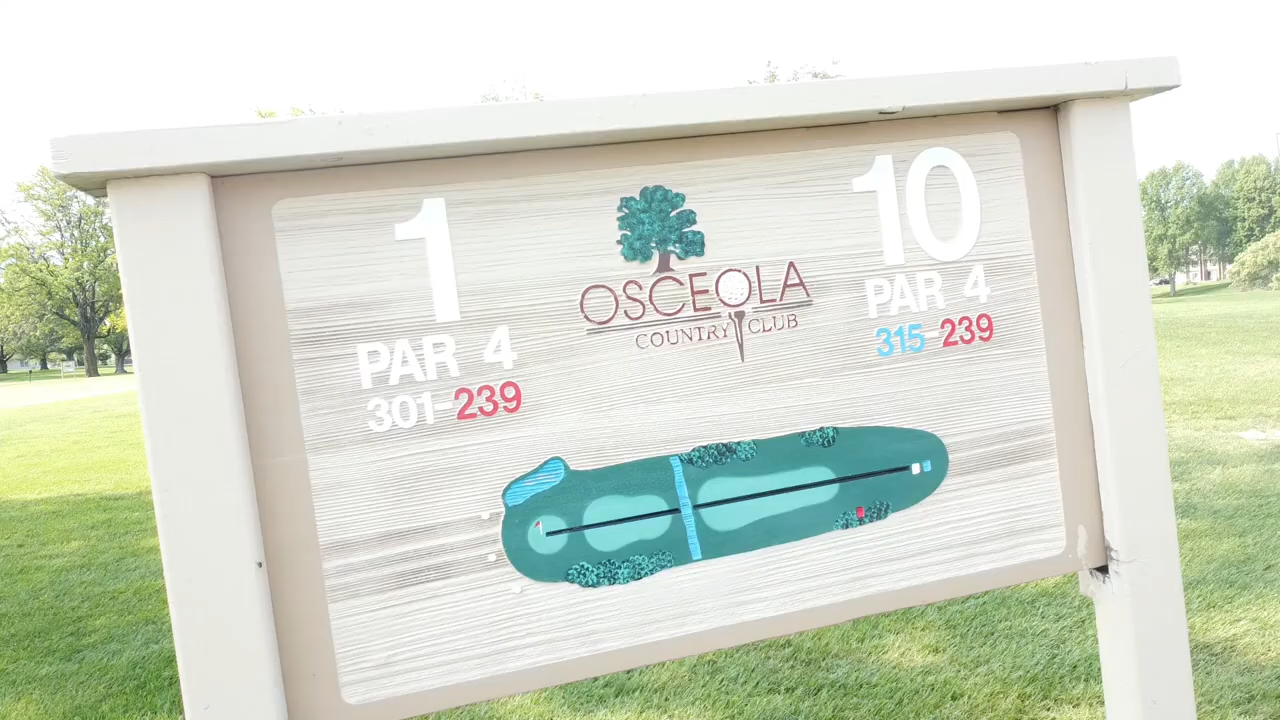 1
PAR 4
301-239
OSCEOLA
COUNTRY CLUB
10
PAR 4
315-239